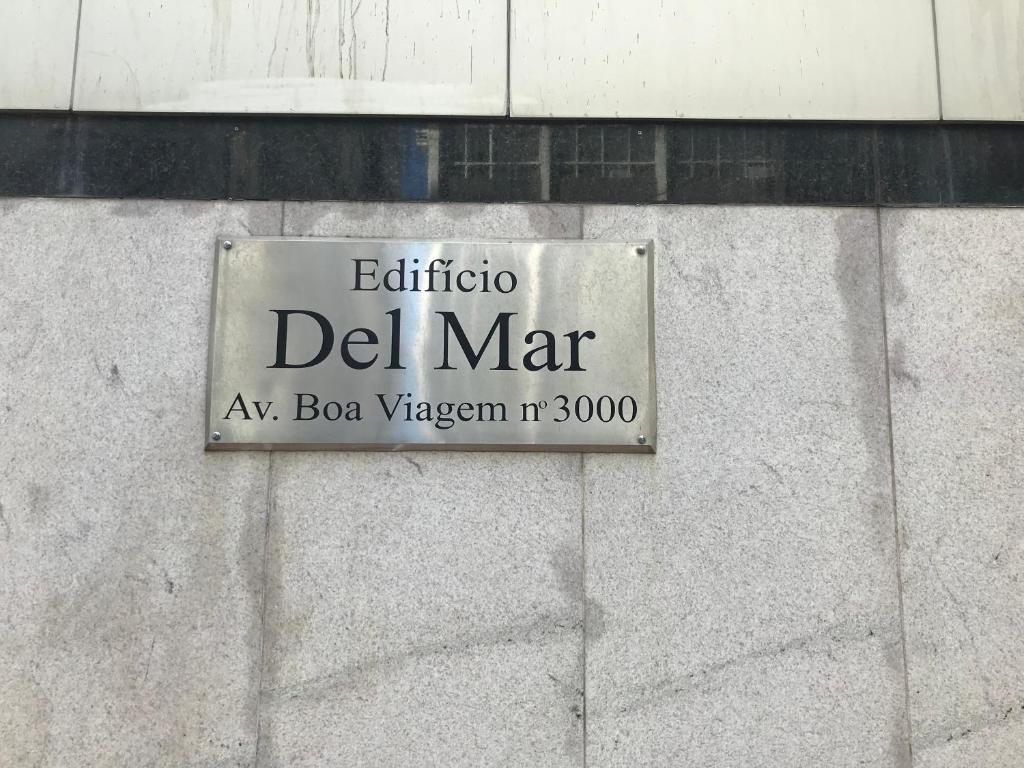 Edifício
Del Mar
Av. Boa Viagem nº 3000